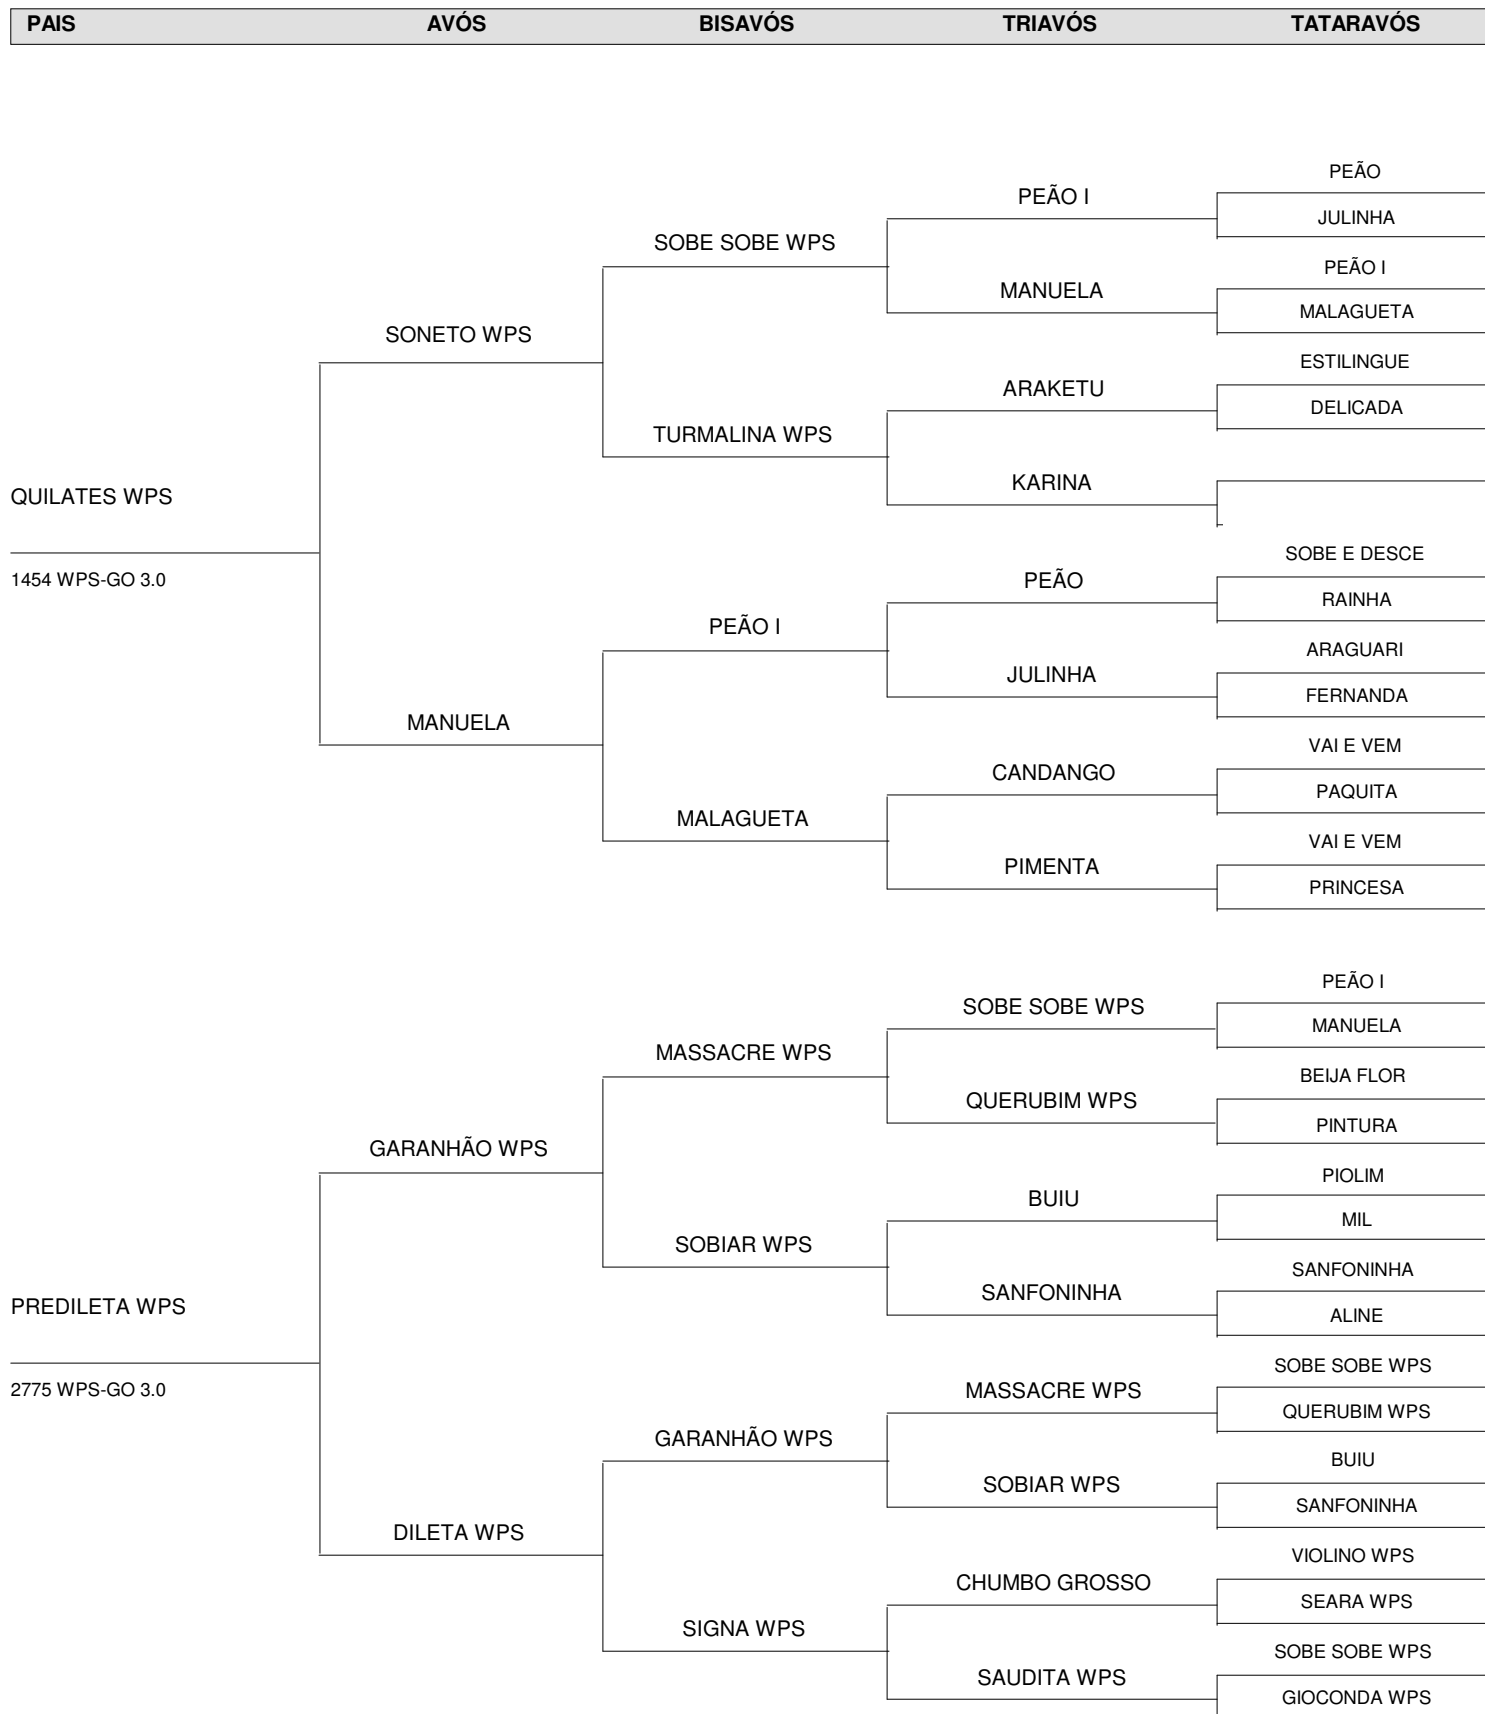 PAIS AVÓS BISAVÓS TRIAVÓS TATARAVÓS
PEÃO
PEÃO I
JULINHA
SOBE SOBE WPS
PEÃO I
MANUELA
MALAGUETA
SONETO WPS
ESTILINGUE
ARAKETU
DELICADA
TURMALINA WPS
KARINA
QUILATES WPS
SOBE E DESCE
1454 WPS-GO 3.0
PEÃO
RAINHA
PEÃO I
ARAGUARI
JULINHA
FERNANDA
MANUELA
VAI E VEM
CANDANGO
PAQUITA
MALAGUETA
VAI E VEM
PIMENTA
PRINCESA
PEÃO I
SOBE SOBE WPS
MANUELA
MASSACRE WPS
BEIJA FLOR
QUERUBIM WPS
PINTURA
GARANHÃO WPS
PIOLIM
BUIU
MIL
SOBIAR WPS
SANFONINHA
SANFONINHA
ALINE
PREDILETA WPS
SOBE SOBE WPS
2775 WPS-GO 3.0
MASSACRE WPS
QUERUBIM WPS
GARANHÃO WPS
BUIU
SOBIAR WPS
SANFONINHA
DILETA WPS
VIOLINO WPS
CHUMBO GROSSO
SEARA WPS
SIGNA WPS
SOBE SOBE WPS
SAUDITA WPS
GIOCONDA WPS